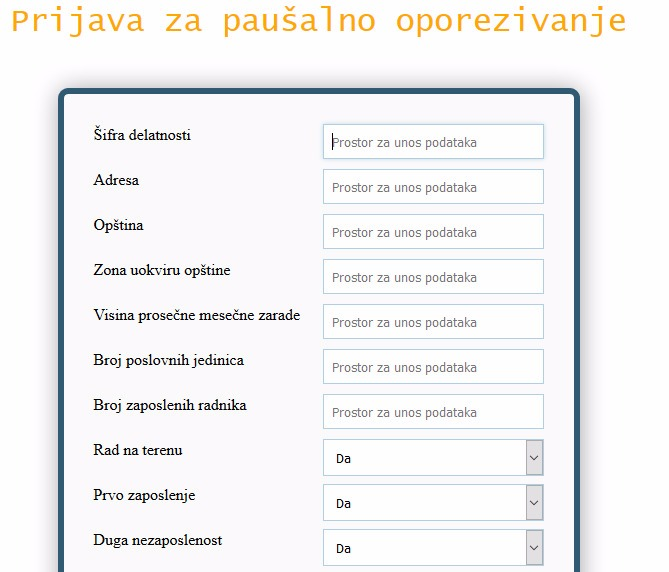 Prijava za paušalno oporezivanje
Šifra delatnosti Prostor za unos podataka
Adresa Prostor za unos podataka
Opština Prostor za unos podataka
Zona uokviru opštine Prostor za unos podataka
Visina prosečne mesečne zarade Prostor za unos podataka
Broj poslovnih jedinica Prostor za unos podataka
Broj zaposlenih radnika Prostor za unos podataka
Rad na terenu Da
Prvo zaposlenje Da
Duga nezaposlenost Da